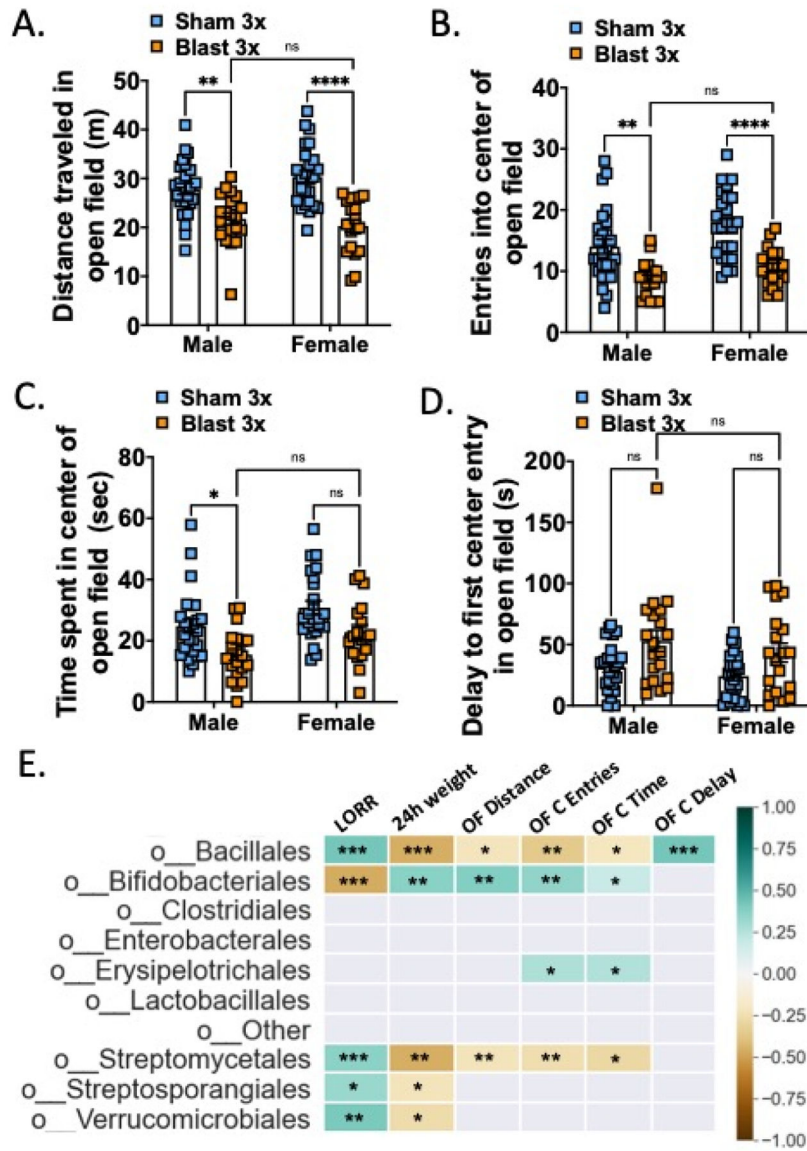 A.
Sham 3x
Blast 3x
ns
** ****
Distance traveled in
open field (m)
50
40
30
20
10
0
Male Female
B.
Sham 3x
Blast 3x
ns
** ****
Entries into center of
open field
40
30
20
10
0
Male Female
C.
Sham 3x
Blast 3x
ns
* ns
Time spent in center of
open field (sec)
80
60
40
20
0
Male Female
D.
Sham 3x
Blast 3x
ns
ns ns
Delay to first center entry
in open field (s)
200
150
100
50
0
Male Female
E.
LORR 24h weight OF Distance OF C Entries OF C Time OF C Delay
o__Bacillales *** *** * ** * ***
o__Bifidobacteriales *** ** ** ** *
o__Clostridiales
o__Enterobacterales
o__Erysipelotrichales * *
o__Lactobacillales
o__Other
o__Streptomycetales *** ** ** ** *
o__Streptosporangiales * *
o__Verrucomicrobiales ** *
1.00
0.75
0.50
0.25
0.00
−0.25
−0.50
−0.75
−1.00